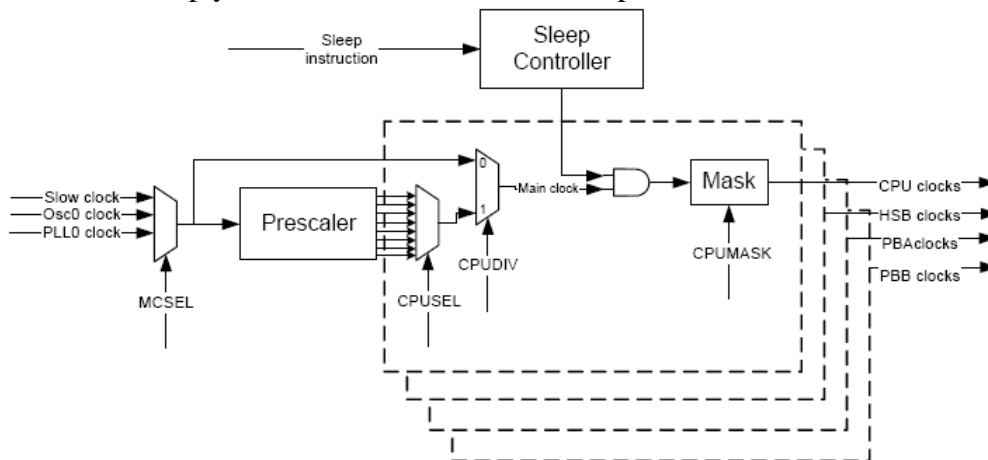 Sleep
instruction
Sleep
Controller
Slow clock
Osc0 clock
PLL0 clock
Prescaler
0
1
Main clock
Mask
CPU clocks
HSB clocks
PBAclocks
PBB clocks
MCSEL
CPUSEL
CPUDIV
CPUMASK